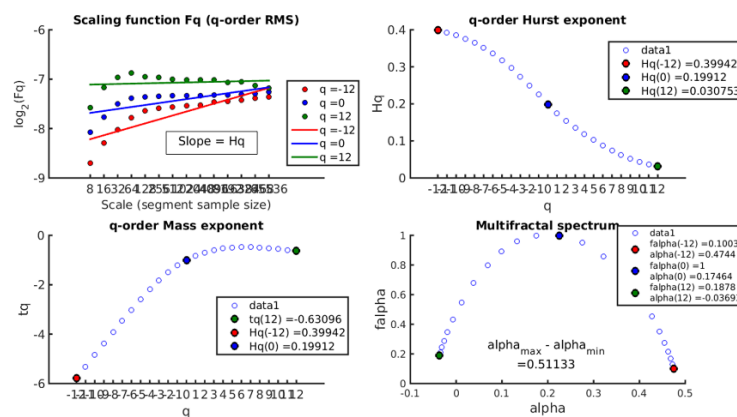 Scaling function Fq (q-order RMS)
-6
-7
-8
-9
log2(Fq)
q =-12
q =0
q =12
q =-12
q =0
q =12
Slope = Hq
Scale (segment sample size)
q-order Hurst exponent
0.4
0.3
0.2
0.1
0
Hq
data1
Hq(-12)=0.39942
Hq(0)=0.19912
Hq(12)=0.030753
q
q-order Mass exponent
0
-2
-4
-6
tq
data1
tq(12) =-0.63096
Hq(-12)=0.39942
Hq(0)=0.19912
q
Multifractal spectrum
1
0.8
0.6
0.4
0.2
0
falpha
data1
falpha(-12) =0.1003
alpha(-12) =0.4744
falpha(0) =1
alpha(0) =0.17464
falpha(12) =0.1878
alpha(12) =-0.0369
alphamax - alphamin
=0.51133
-0.1 0 0.1 0.2 0.3 0.4 0.5
alpha